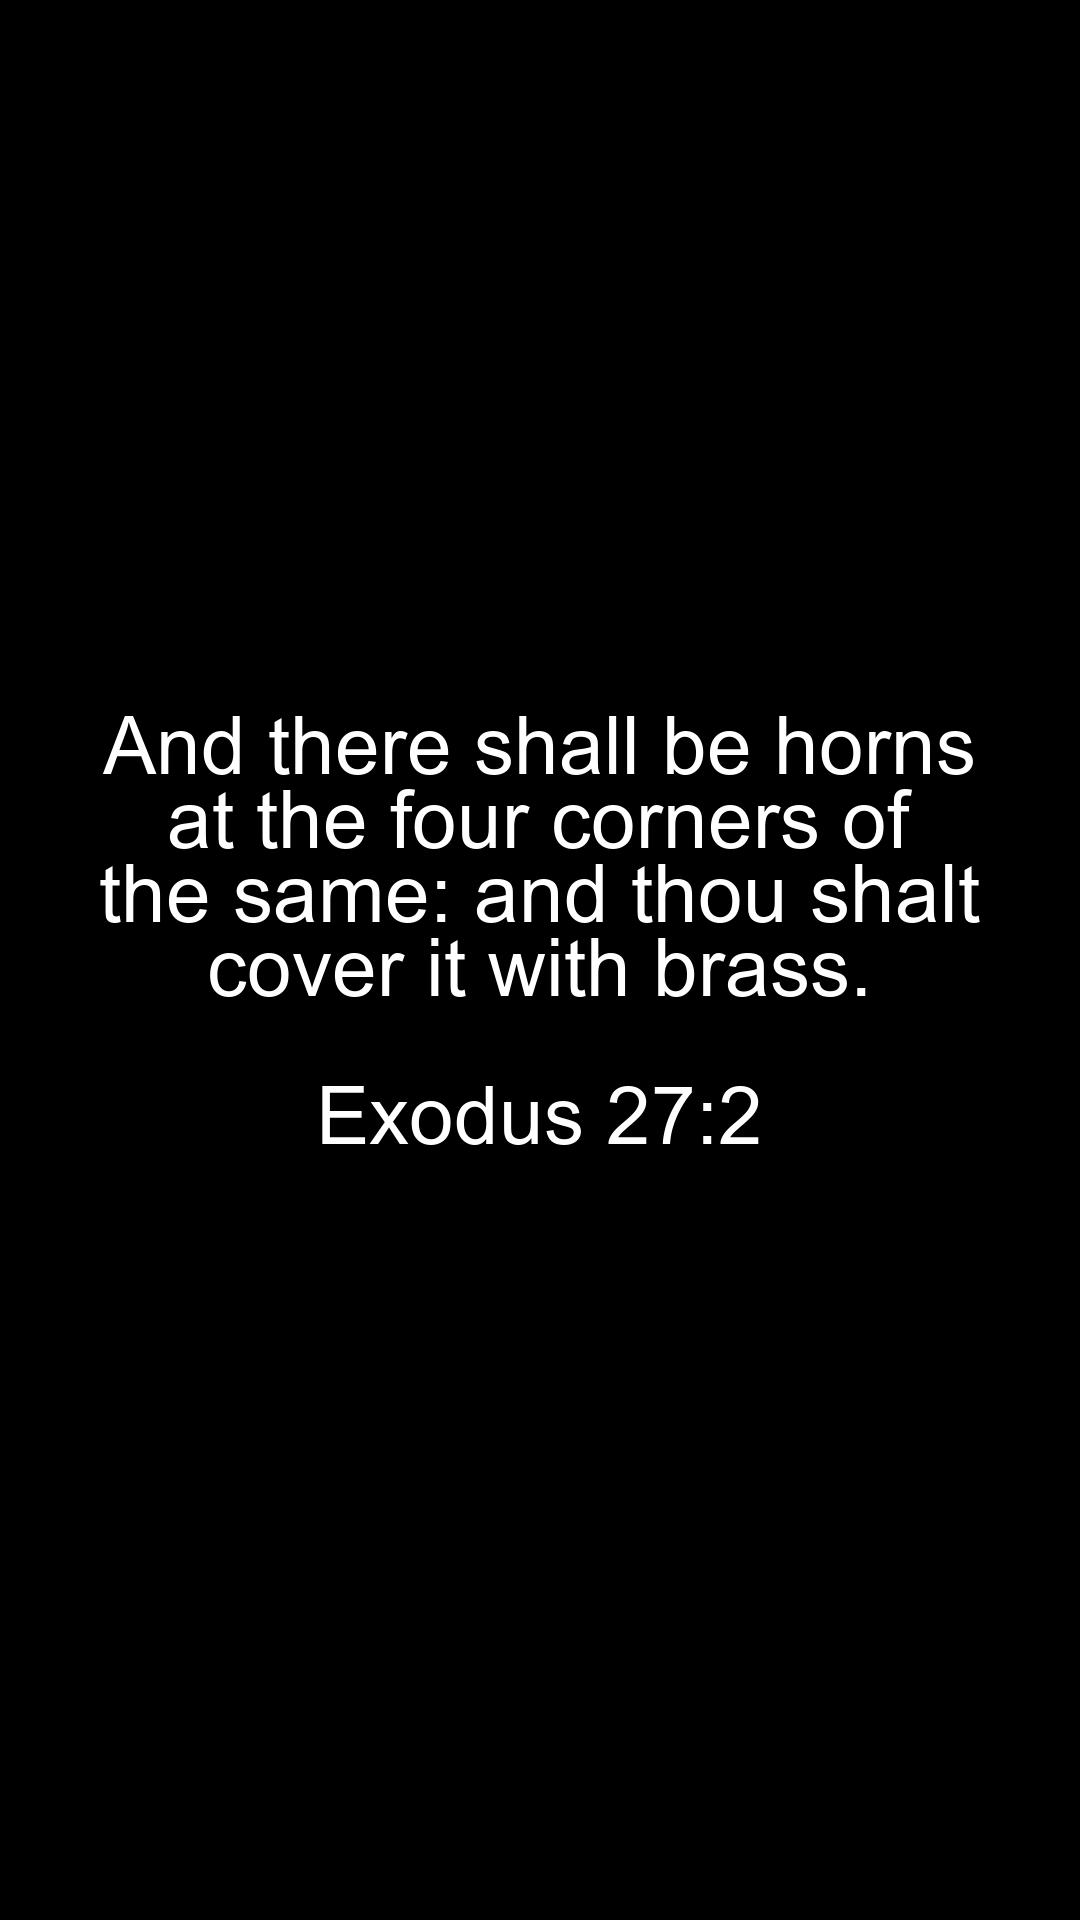 And there shall be horns
at the four corners of
the same: and thou shalt
cover it with brass.
Exodus 27:2